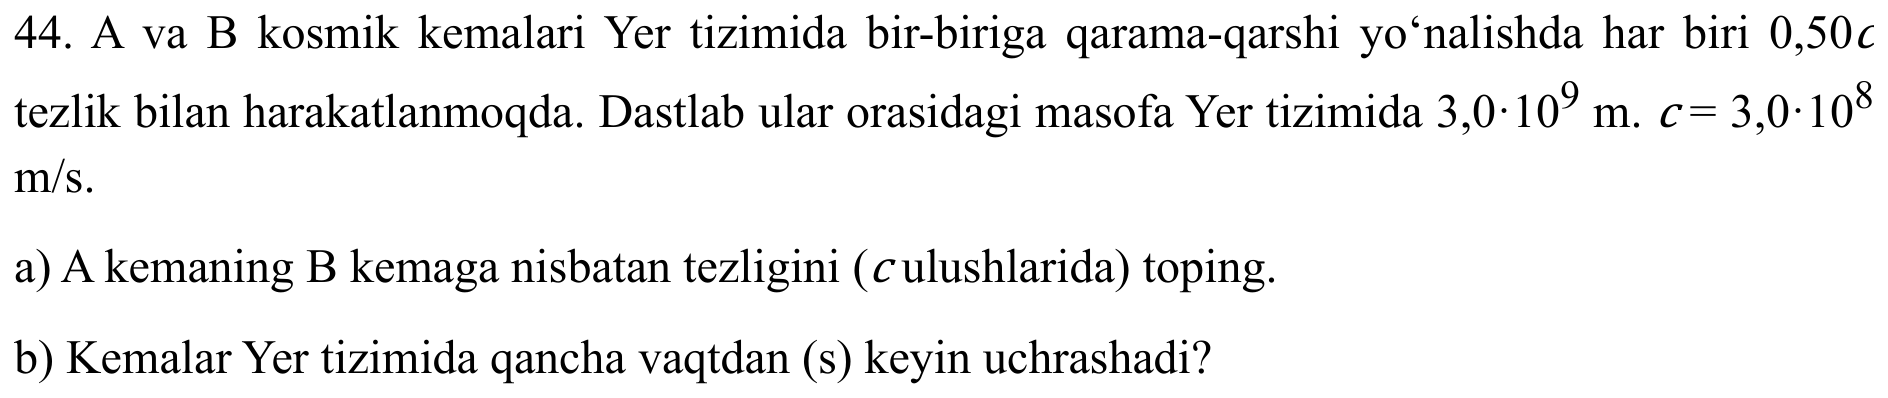 44. A va B kosmik kemalari Yer tizimida bir-biriga qarama-qarshi yo‘nalishda har biri 0,50c
tezlik bilan harakatlanmoqda. Dastlab ular orasidagi masofa Yer tizimida 3,0·10⁹ m. c = 3,0·10⁸
m/s.
a) A kemaning B kemaga nisbatan tezligini (c ulushlarida) toping.
b) Kemalar Yer tizimida qancha vaqtdan (s) keyin uchrashadi?